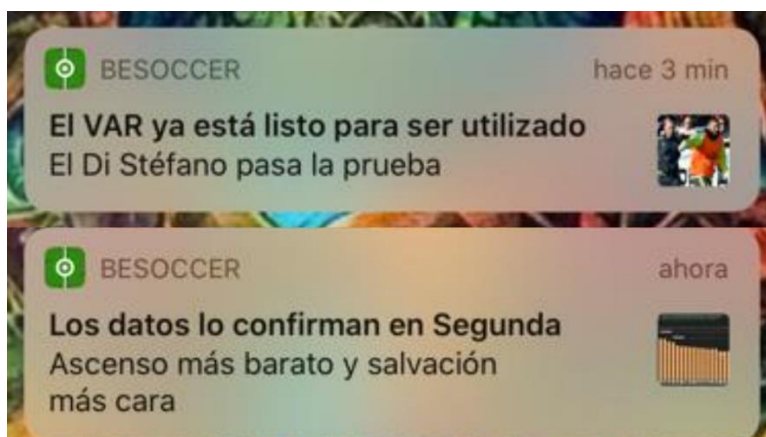 BESOCCER hace 3 min
El VAR ya está listo para ser utilizado
El Di Stéfano pasa la prueba
BESOCCER ahora
Los datos lo confirman en Segunda
Ascenso más barato y salvación
más cara